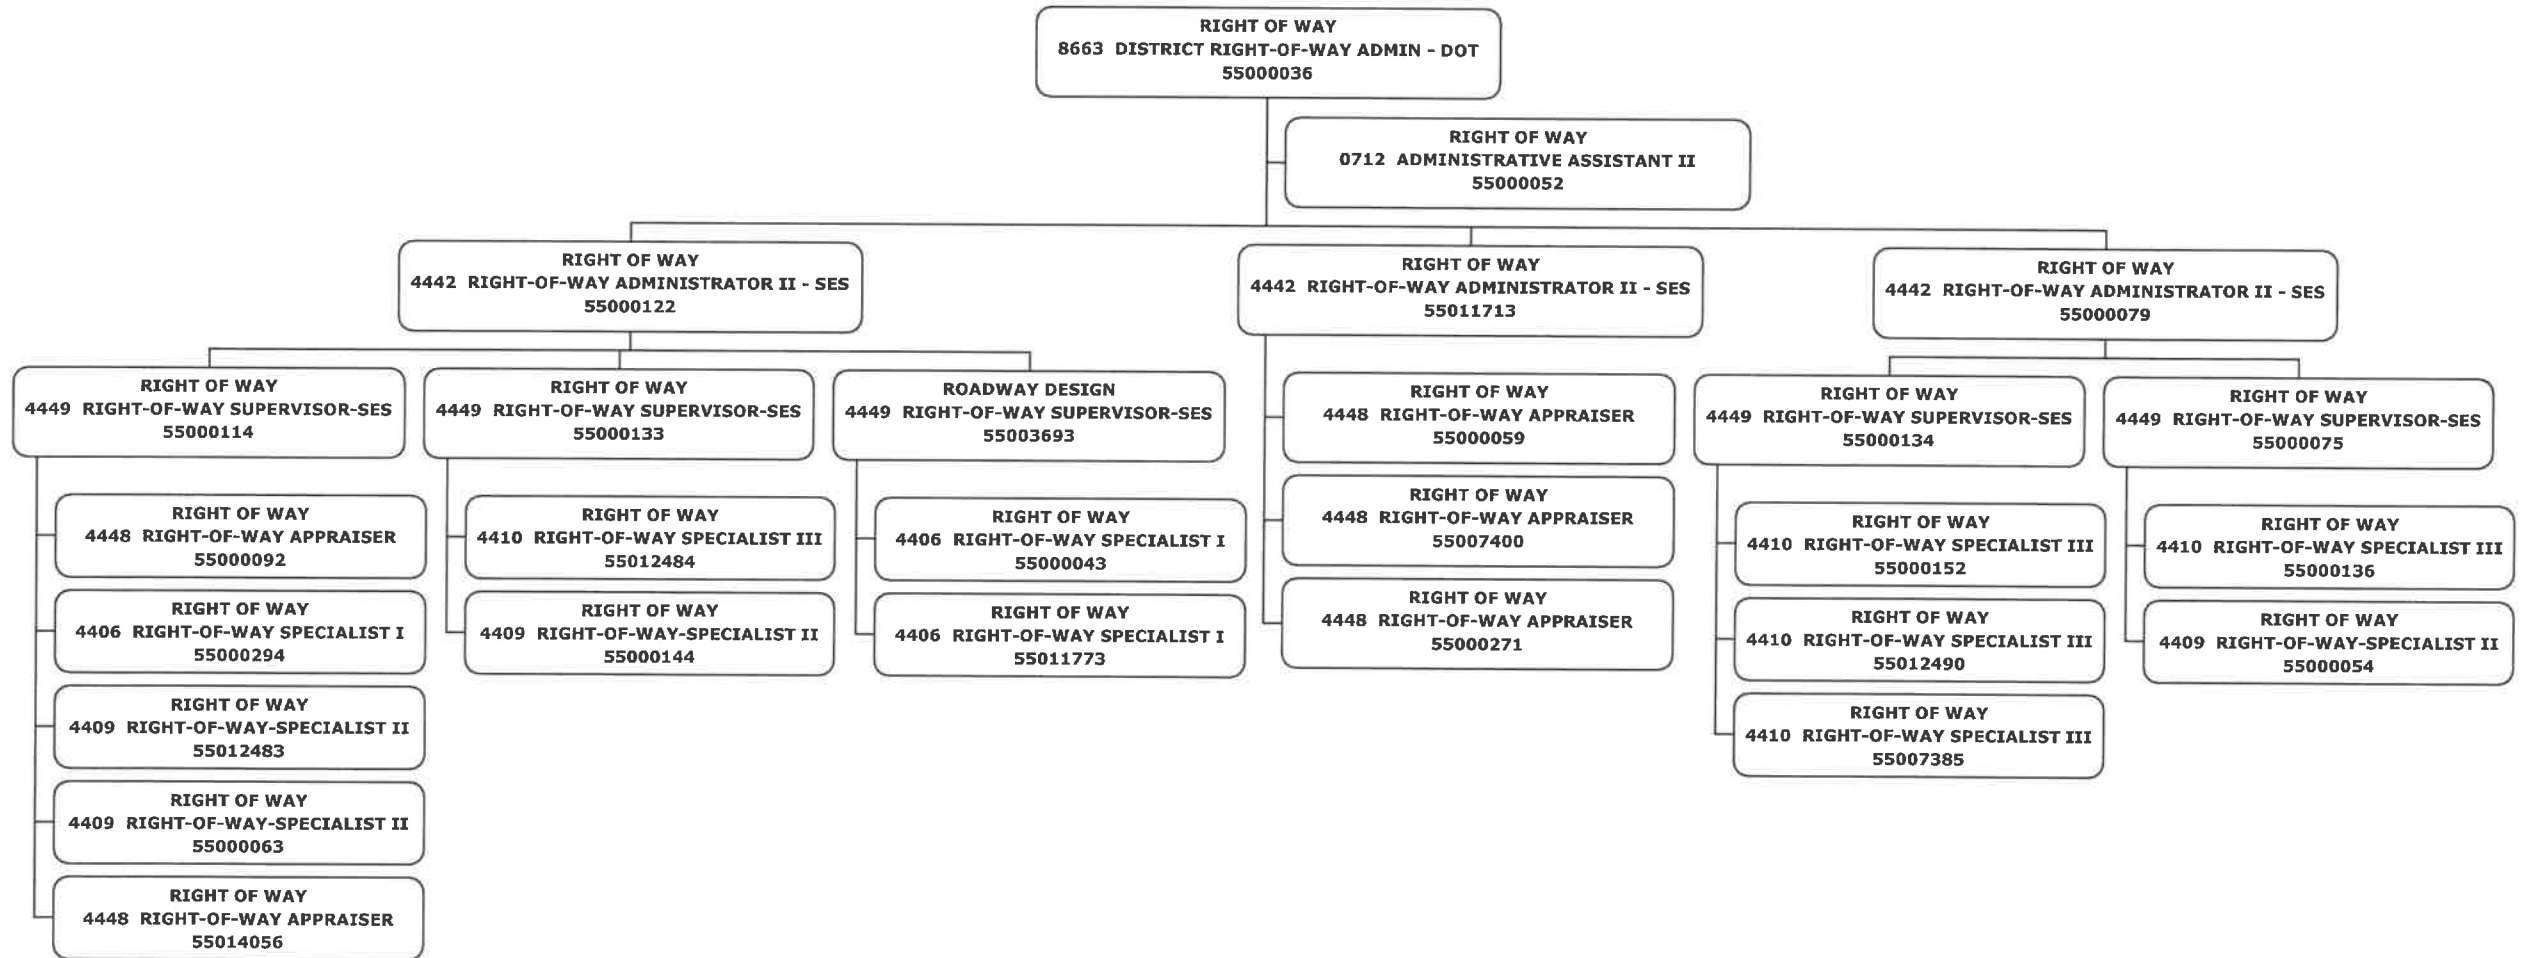 RIGHT OF WAY
8663 DISTRICT RIGHT-OF-WAY ADMIN - DOT
55000036
RIGHT OF WAY
0712 ADMINISTRATIVE ASSISTANT II
55000052
RIGHT OF WAY
4442 RIGHT-OF-WAY ADMINISTRATOR II - SES
55000122
RIGHT OF WAY
4442 RIGHT-OF-WAY ADMINISTRATOR II - SES
55011713
RIGHT OF WAY
4442 RIGHT-OF-WAY ADMINISTRATOR II - SES
55000079
RIGHT OF WAY
4449 RIGHT-OF-WAY SUPERVISOR-SES
55000114
RIGHT OF WAY
4449 RIGHT-OF-WAY SUPERVISOR-SES
55000133
ROADWAY DESIGN
4449 RIGHT-OF-WAY SUPERVISOR-SES
55003693
RIGHT OF WAY
4448 RIGHT-OF-WAY APPRAISER
55000059
RIGHT OF WAY
4449 RIGHT-OF-WAY SUPERVISOR-SES
55000134
RIGHT OF WAY
4449 RIGHT-OF-WAY SUPERVISOR-SES
55000075
RIGHT OF WAY
4448 RIGHT-OF-WAY APPRAISER
55000092
RIGHT OF WAY
4410 RIGHT-OF-WAY SPECIALIST III
55012484
RIGHT OF WAY
4406 RIGHT-OF-WAY SPECIALIST I
55000043
RIGHT OF WAY
4448 RIGHT-OF-WAY APPRAISER
55007400
RIGHT OF WAY
4410 RIGHT-OF-WAY SPECIALIST III
55000152
RIGHT OF WAY
4410 RIGHT-OF-WAY SPECIALIST III
55000136
RIGHT OF WAY
4406 RIGHT-OF-WAY SPECIALIST I
55000294
RIGHT OF WAY
4409 RIGHT-OF-WAY-SPECIALIST II
55000144
RIGHT OF WAY
4406 RIGHT-OF-WAY SPECIALIST I
55011773
RIGHT OF WAY
4448 RIGHT-OF-WAY APPRAISER
55000271
RIGHT OF WAY
4410 RIGHT-OF-WAY SPECIALIST III
55012490
RIGHT OF WAY
4409 RIGHT-OF-WAY-SPECIALIST II
55000054
RIGHT OF WAY
4409 RIGHT-OF-WAY-SPECIALIST II
55012483
RIGHT OF WAY
4410 RIGHT-OF-WAY SPECIALIST III
55007385
RIGHT OF WAY
4409 RIGHT-OF-WAY-SPECIALIST II
55000063
RIGHT OF WAY
4448 RIGHT-OF-WAY APPRAISER
55014056